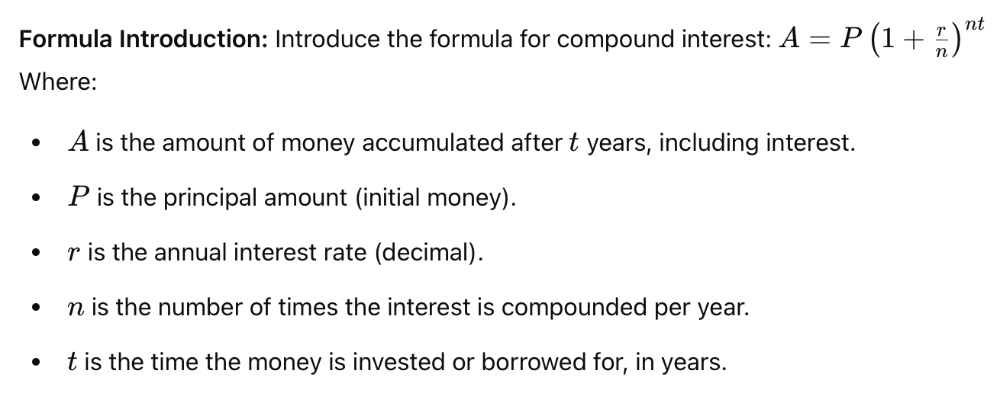 Formula Introduction: Introduce the formula for compound interest: $A = P\left(1 + \frac{r}{n}\right)^{nt}$
Where:
• $A$ is the amount of money accumulated after $t$ years, including interest.
• $P$ is the principal amount (initial money).
• $r$ is the annual interest rate (decimal).
• $n$ is the number of times the interest is compounded per year.
• $t$ is the time the money is invested or borrowed for, in years.